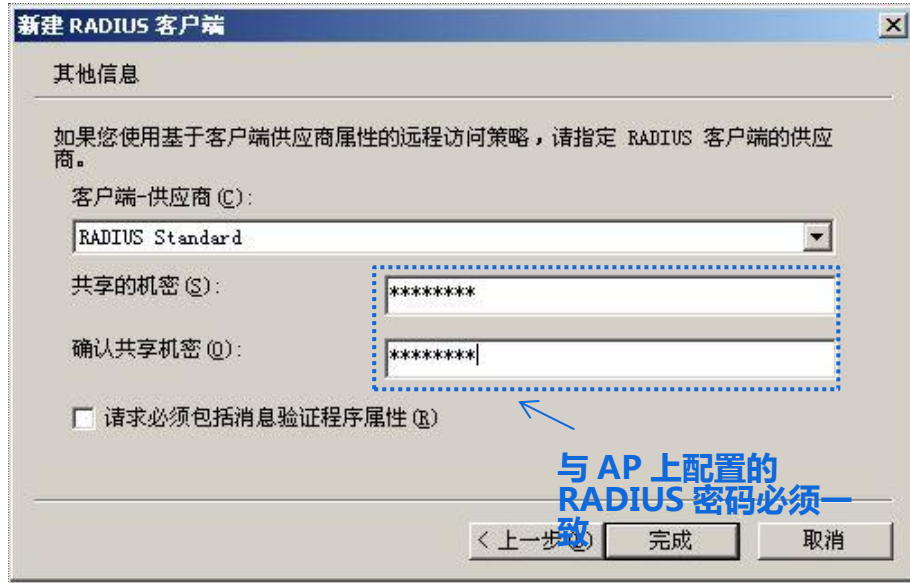 新建 RADIUS 客户端
其他信息
如果您使用基于客户端供应商属性的远程访问策略，请指定 RADIUS 客户端的供应
商。
客户端-供应商(C):
RADIUS Standard
共享的机密(S):
********
确认共享机密(O):
********
请求必须包括消息验证程序属性(R)
与 AP 上配置的
RADIUS 密码必须一
致
< 上一步
完成
取消